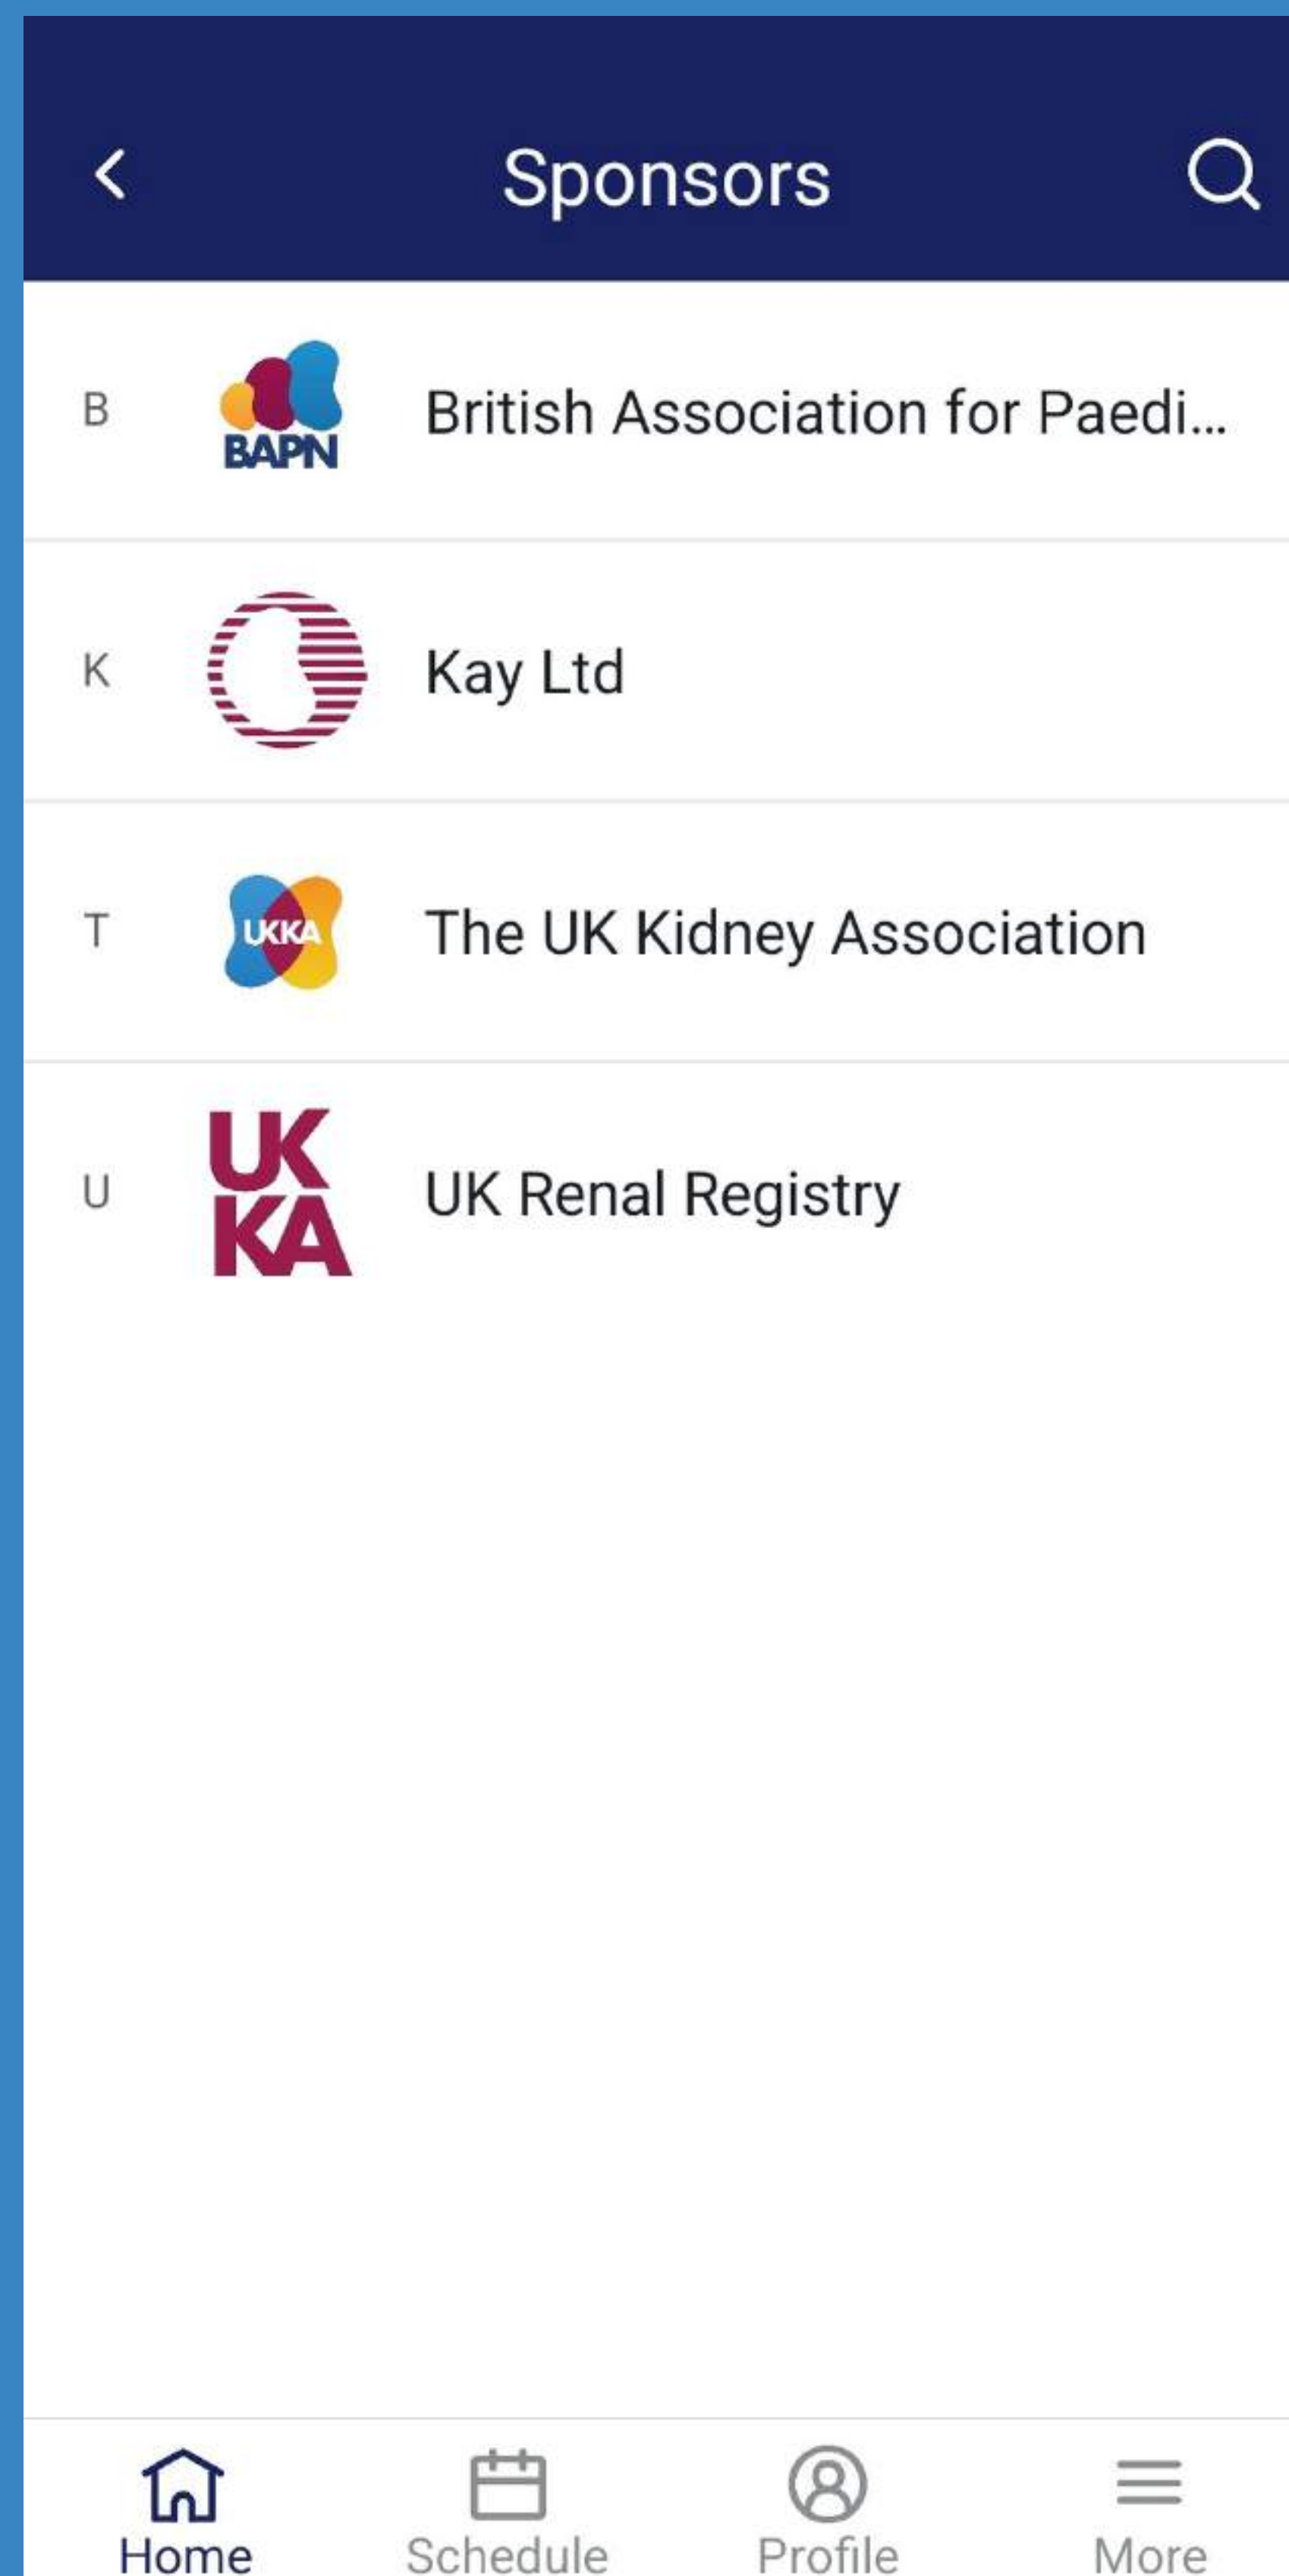 Sponsors
B
BAPN
British Association for Paedi...
K
Kay Ltd
T
UKKA
The UK Kidney Association
U
UK
KA
UK Renal Registry
Home
Schedule
Profile
More